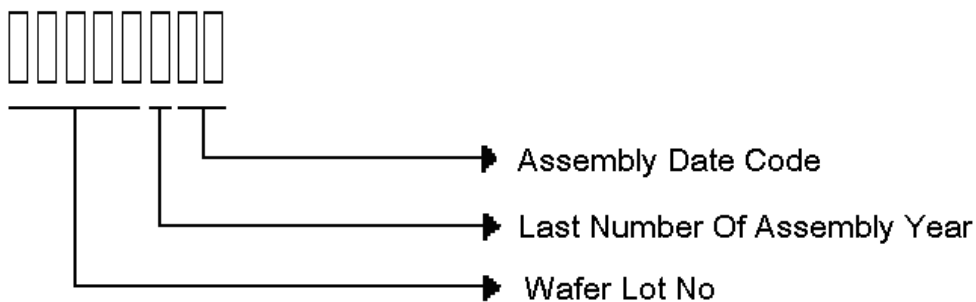 Assembly Date Code
Last Number Of Assembly Year
Wafer Lot No